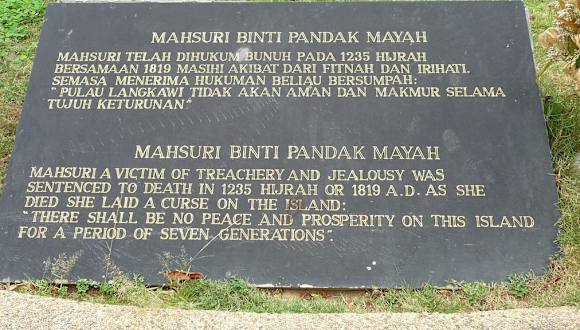 MAHSURI BINTI PANDAK MAYAH
MAHSURI TELAH DIHUKUM BUNUH PADA 1235 HIJRAH
BERSAMAAN 1819 MASIHI AKIBAT DARI FITNAH DAN IRIHATI.
SEMASA MENERIMA HUKUMAN BELIAU BERSUMPAH:
"PULAU LANGKAWI TIDAK AKAN AMAN DAN MAKMUR SELAMA
TUJUH KETURUNAN"
MAHSURI BINTI PANDAK MAYAH
MAHSURI A VICTIM OF TREACHERY AND JEALOUSY WAS
SENTENCED TO DEATH IN 1235 HIJRAH OR 1819 A.D. AS SHE
DIED SHE LAID A CURSE ON THE ISLAND:
"THERE SHALL BE NO PEACE AND PROSPERITY ON THIS ISLAND
FOR A PERIOD OF SEVEN GENERATIONS".